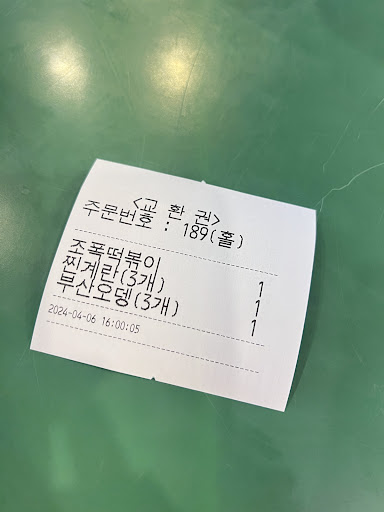 <교 환 권>
주문번호 : 189(홀)
조폭떡볶이 1
찌계란(3개) 1
부산오뎅(3개) 1
2024-04-06 16:00:05